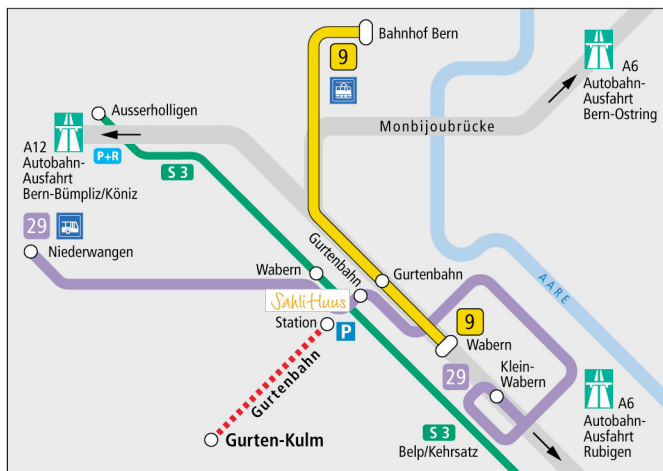 Bahnhof Bern
9
A6
Autobahn-
Ausfahrt
Bern-Ostring
Ausserholligen
Monbijoubrücke
A12
P+R
Autobahn-
Ausfahrt
Bern-Bümpliz/Köniz
S 3
29
Niederwangen
Gurtenbahn
Wabern
Gurtenbahn
AARE
SahliHuus
Station
P
9
Wabern
Gurtenbahn
29
Klein-
Wabern
A6
Autobahn-
Ausfahrt
Rubigen
Gurten-Kulm
S 3
Belp/Kehrsatz